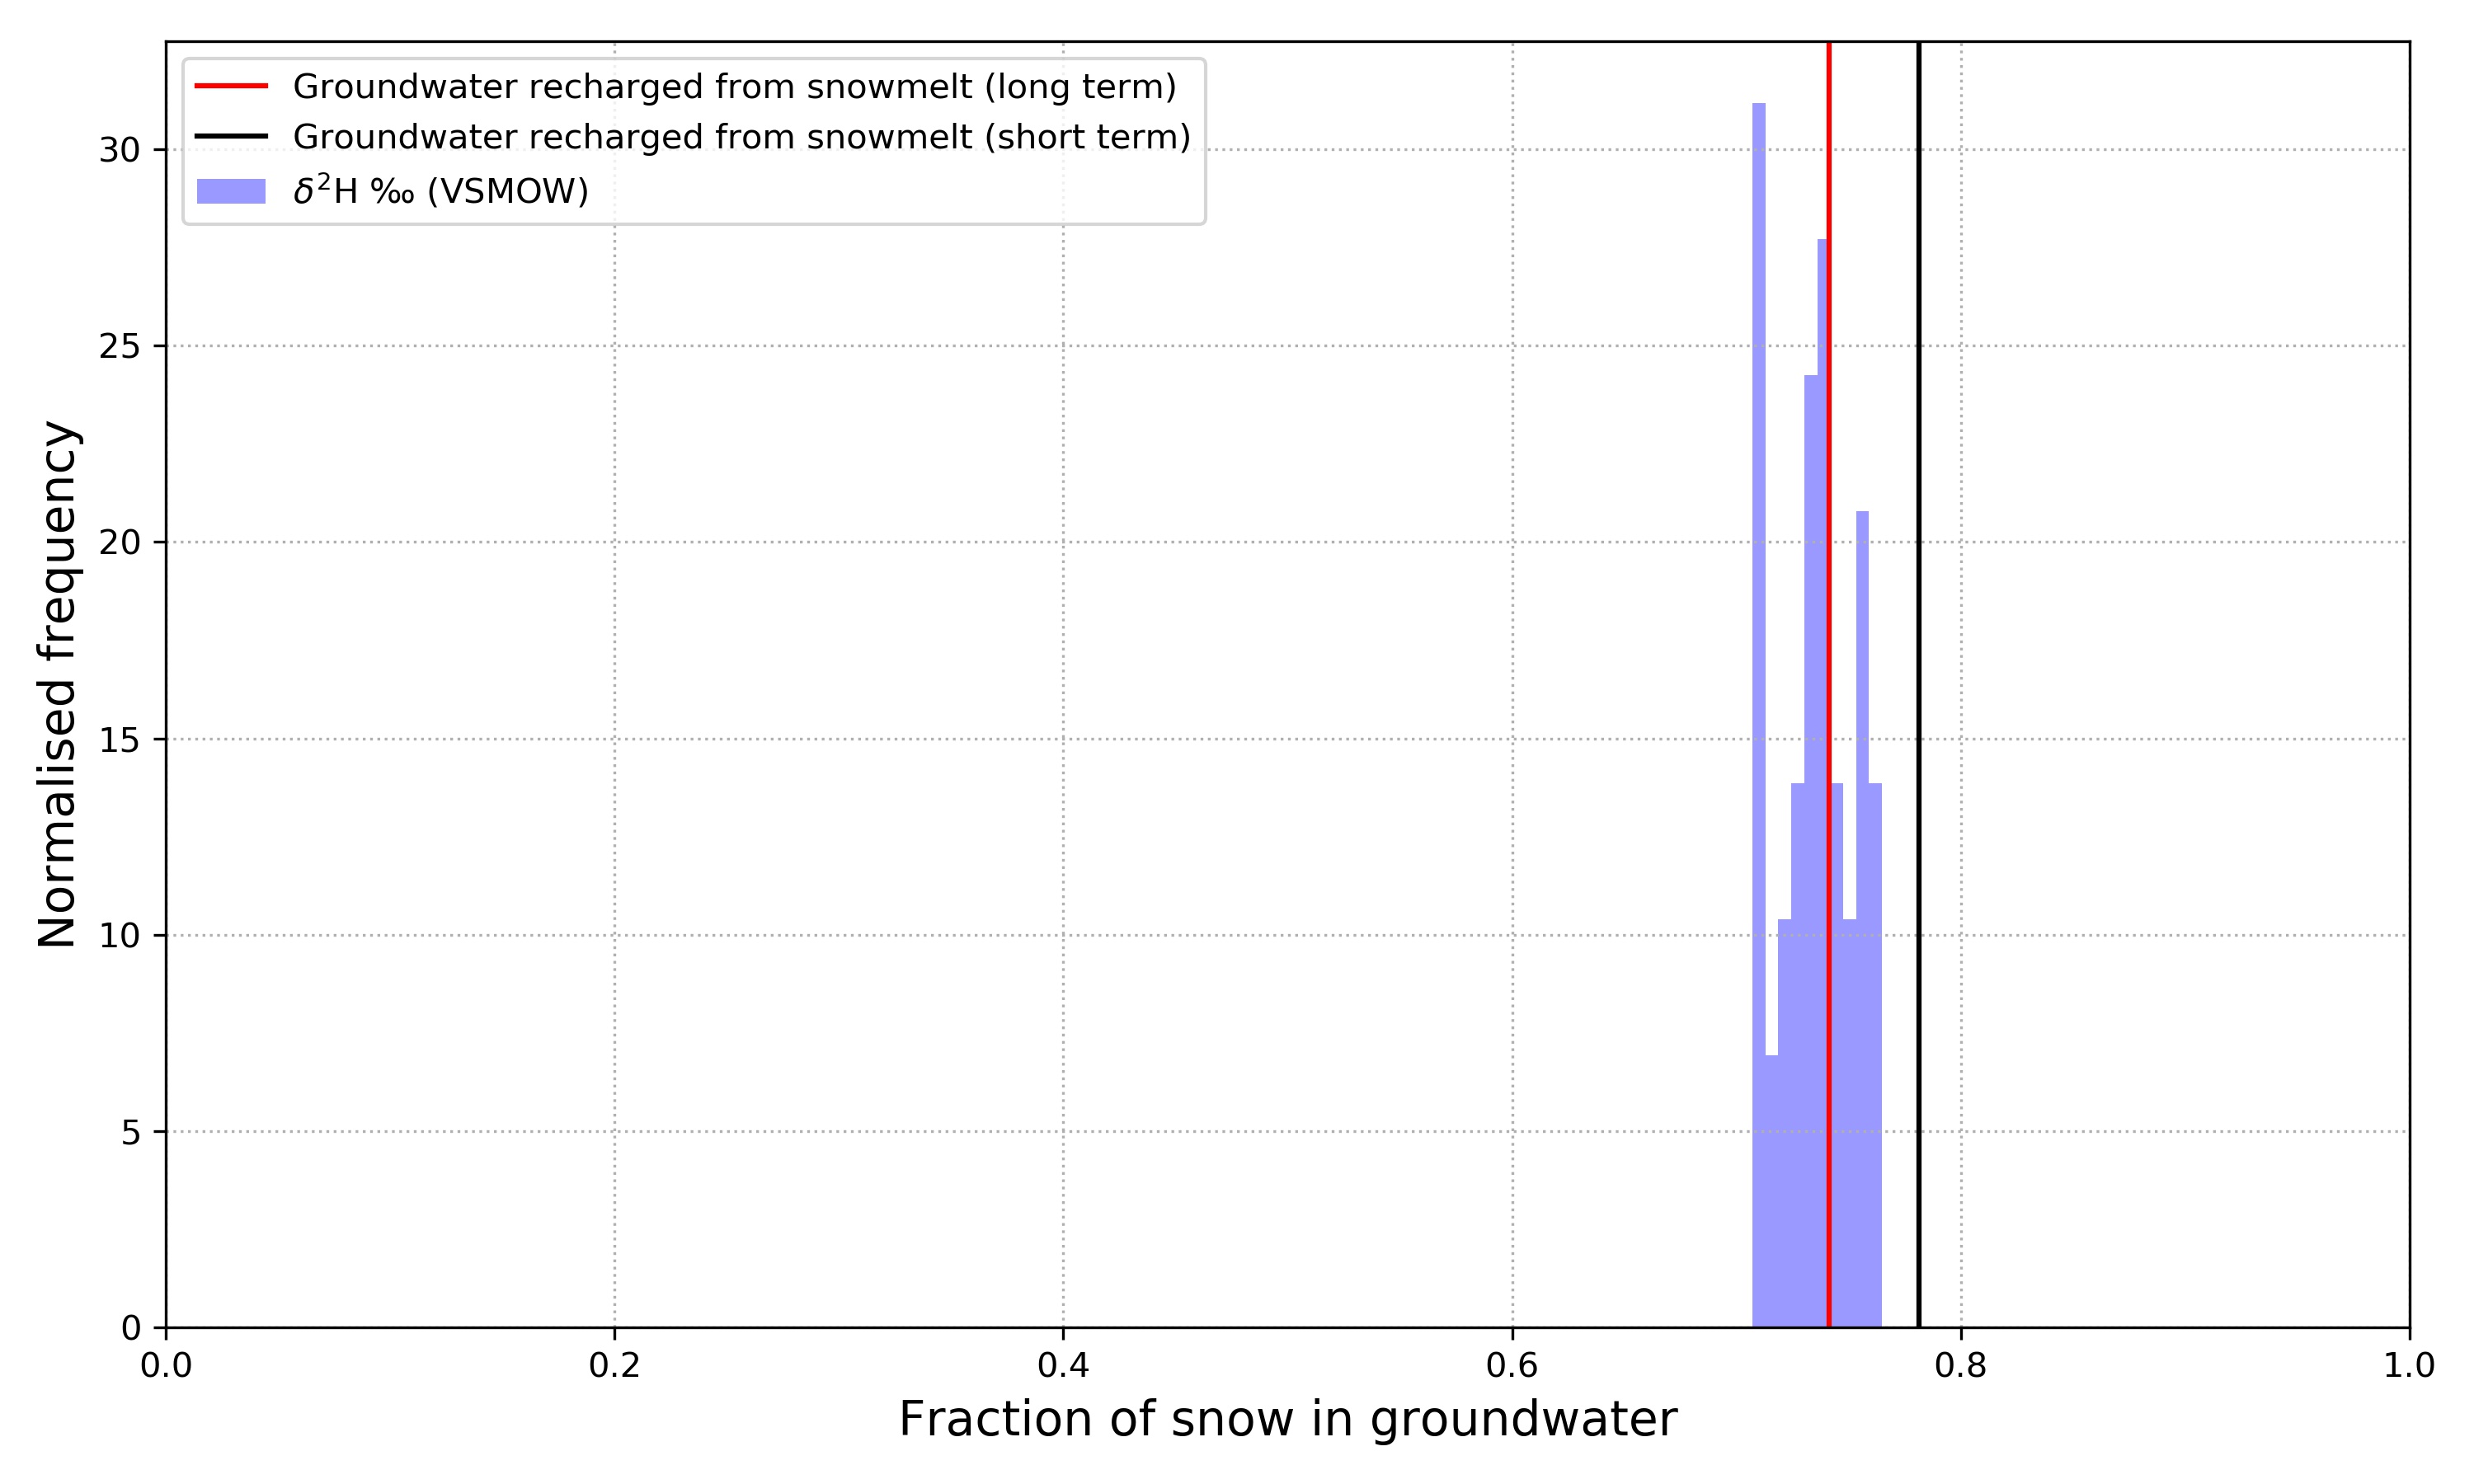 Groundwater recharged from snowmelt (long term)
Groundwater recharged from snowmelt (short term)
δ²H ‰ (VSMOW)
Normalised frequency
30
25
20
15
10
5
0
0.0 0.2 0.4 0.6 0.8 1.0
Fraction of snow in groundwater